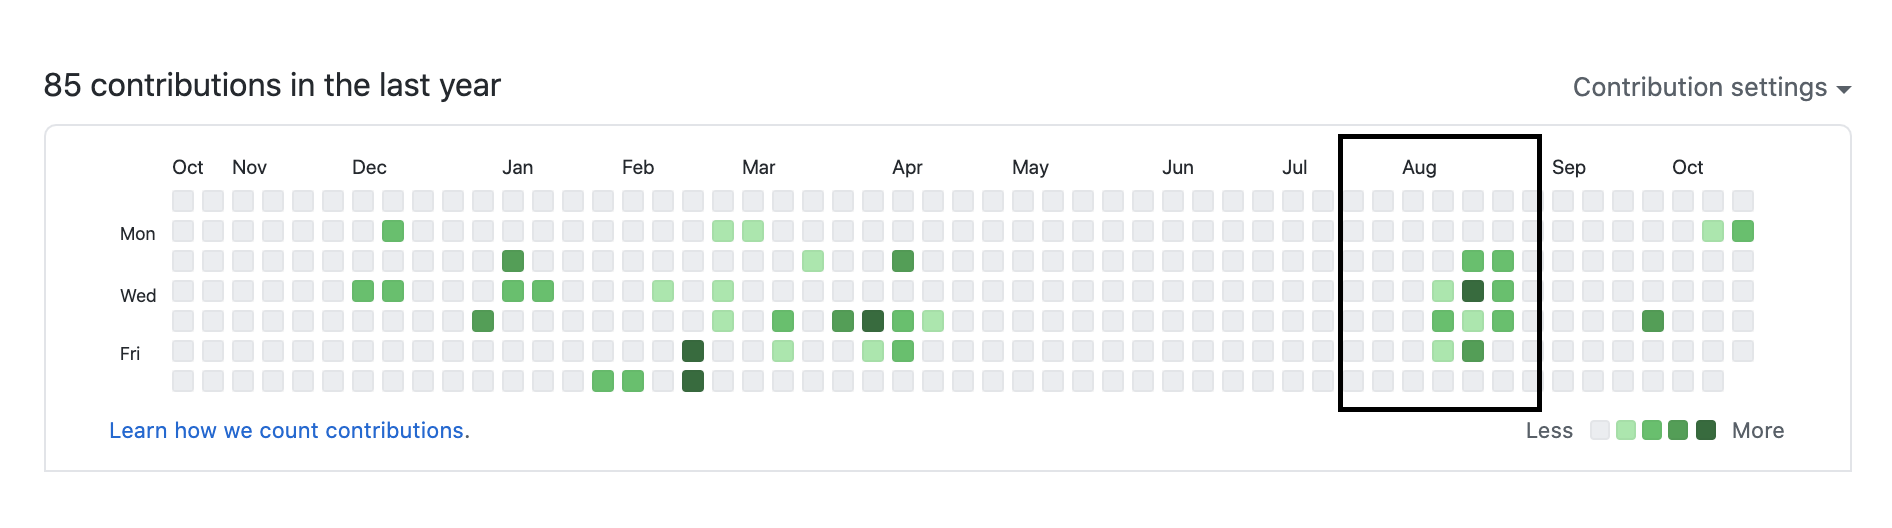 85 contributions in the last year
Contribution settings
Oct Nov Dec Jan Feb Mar Apr May Jun Jul Aug Sep Oct
Mon
Wed
Fri
Learn how we count contributions.
Less More